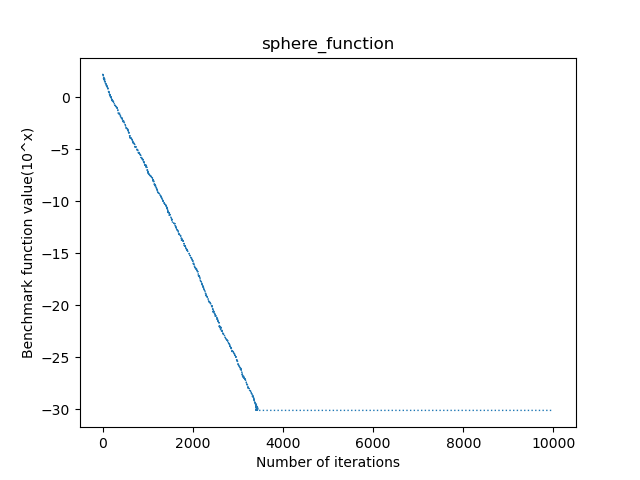 sphere_function
Benchmark function value(10^x)
0
−5
−10
−15
−20
−25
−30
0 2000 4000 6000 8000 10000
Number of iterations